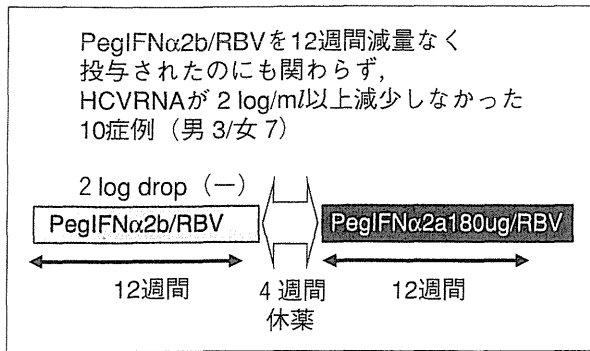 PegIFNα2b/RBVを12週間減量なく
投与されたのにも関わらず,
HCVRNAが 2 log/ml以上減少しなかった
10症例（男 3/女 7）
2 log drop（－）
PegIFNα2b/RBV
PegIFNα2a180ug/RBV
12週間
4 週間
休薬
12週間